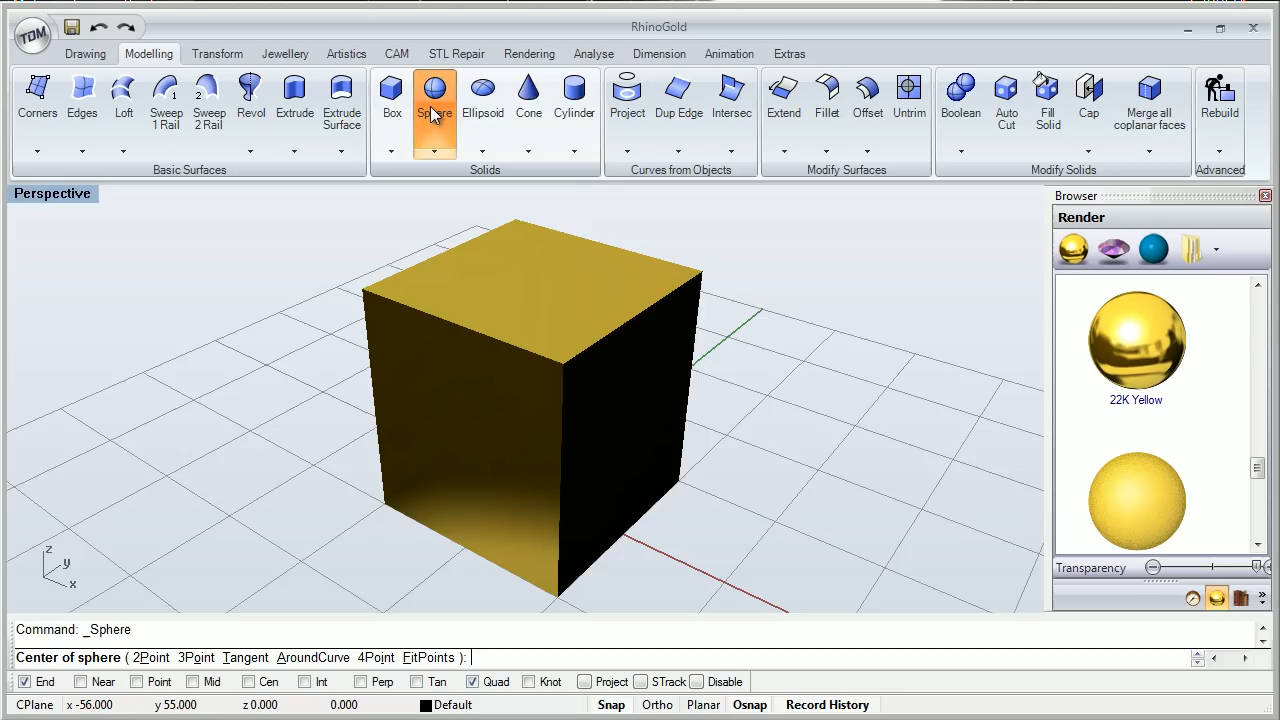 TDM
RhinoGold
Drawing Modelling Transform Jewellery Artistics CAM STL Repair Rendering Analyse Dimension Animation Extras
Corners Edges Loft Sweep 1 Rail Sweep 2 Rail Revol Extrude Extrude Surface Box Sphere Ellipsoid Cone Cylinder Project Dup Edge Intersec Extend Fillet Offset Untrim Boolean Auto Cut Fill Solid Cap Merge all coplanar faces Rebuild
Basic Surfaces Solids Curves from Objects Modify Surfaces Modify Solids Advanced
Perspective
Browser
Render
22K Yellow
z
y
x
Transparency
Command: _Sphere
Center of sphere ( 2Point 3Point Tangent AroundCurve 4Point FitPoints ):
End Near Point Mid Cen Int Perp Tan Quad Knot Project STrack Disable
CPlane x -56.000 y 55.000 z 0.000 0.000 Default Snap Ortho Planar Osnap Record History